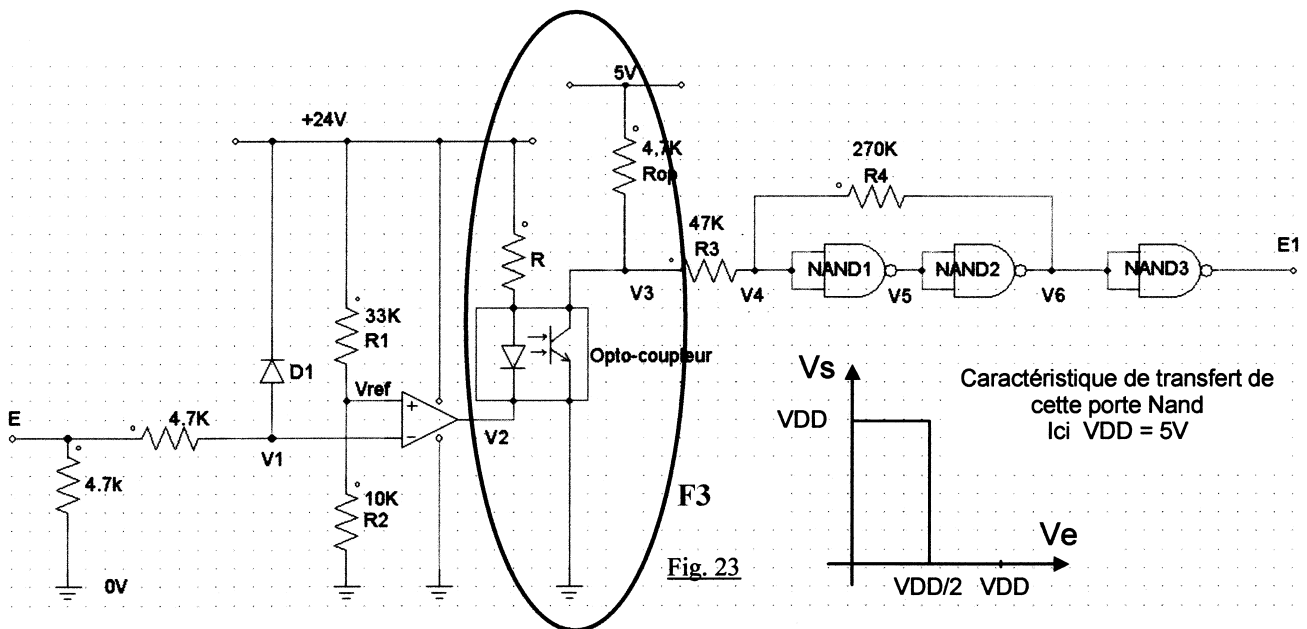 5V
+24V
4,7K
Rop
270K
R4
R
47K
R3
E1
NAND1
NAND2
NAND3
V3
V4
V5
V6
33K
R1
D1
Opto-coupleur
Vref
E
4.7K
+
-
V1
V2
4.7k
10K
R2
0V
F3
Fig. 23
Vs
VDD
Caractéristique de transfert de
cette porte Nand
Ici VDD = 5V
Ve
VDD/2
VDD